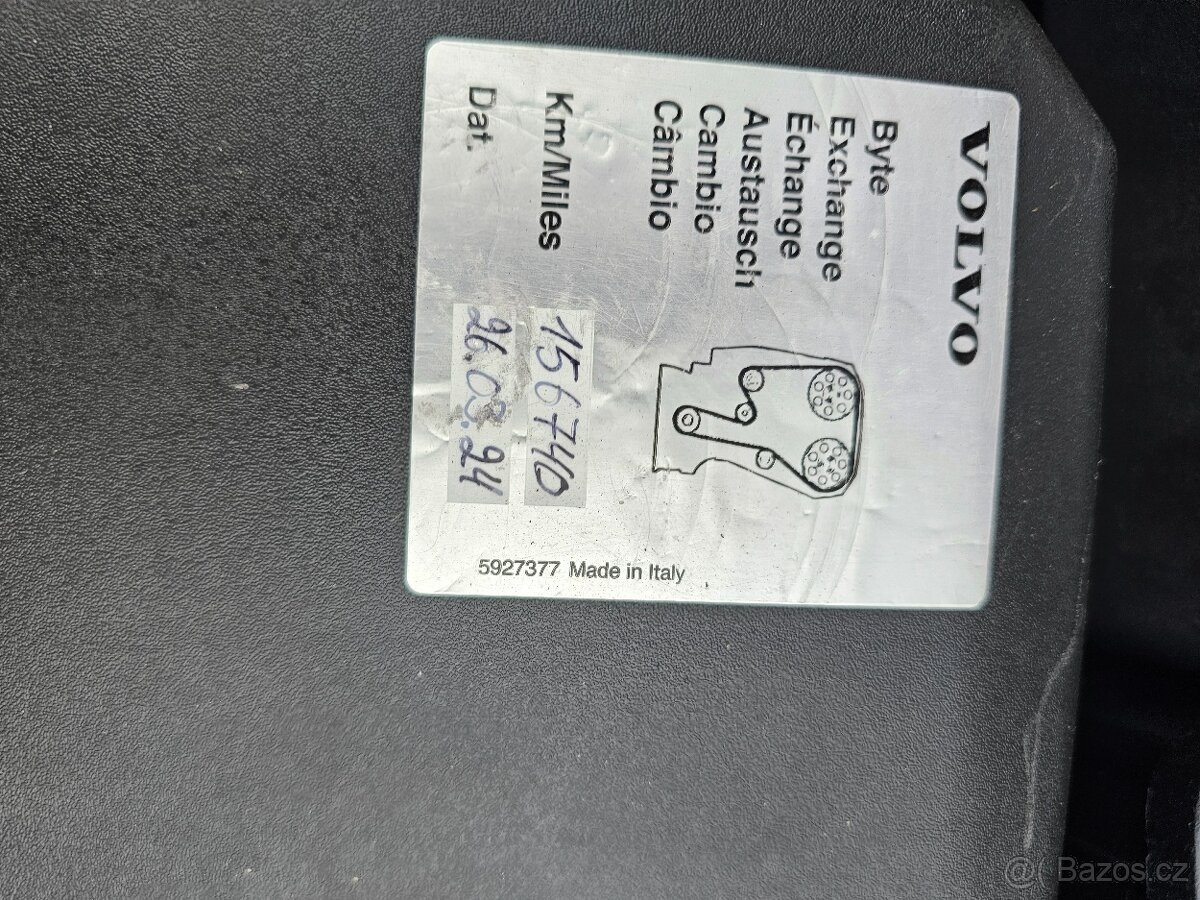 VOLVO
Byte
Exchange
Échange
Austausch
Cambio
Câmbio
Km/Miles 156740
Dat. 26.03.24
5927377 Made in Italy
@( Bazos.cz